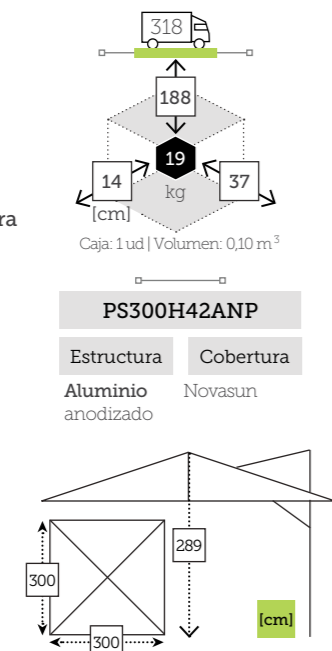 318
188
19
kg
14
37
[cm]
ra
Caja: 1 ud | Volumen: 0,10 m³
PS300H42ANP
Estructura Cobertura
Aluminio Novasun
anodizado
289
300
300
[cm]